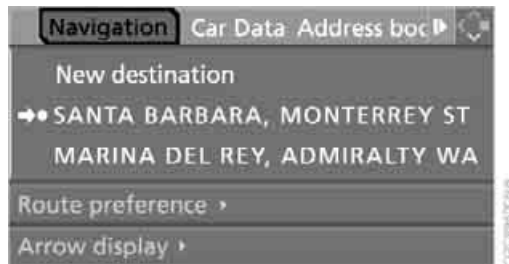 Navigation Car Data Address boc
New destination
SANTA BARBARA, MONTERREY ST
MARINA DEL REY, ADMIRALTY WA
Route preference
Arrow display